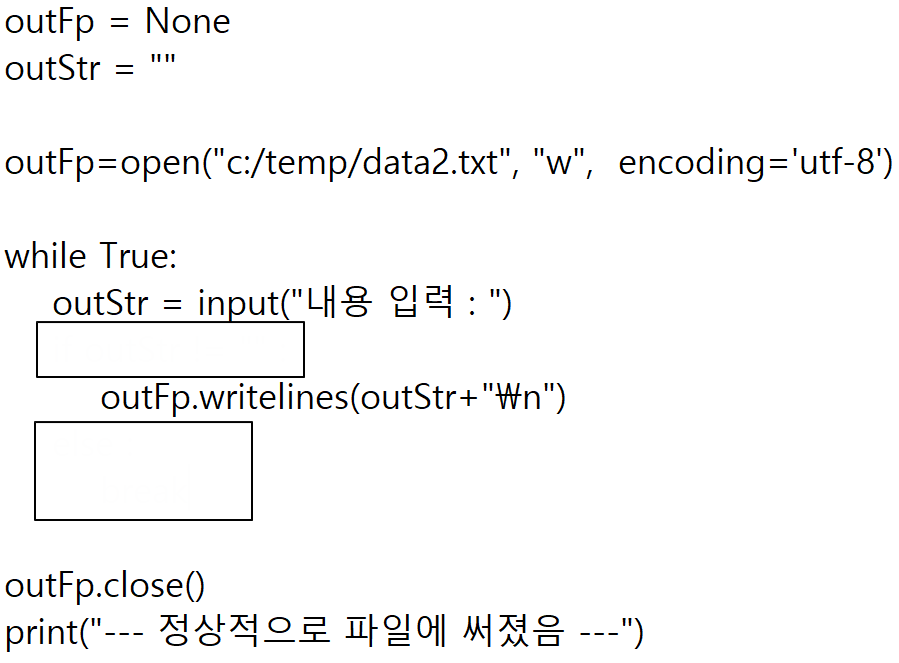 outFp = None
outStr = ""
outFp=open("c:/temp/data2.txt", "w",  encoding='utf-8')
while True:
    outStr = input("내용 입력 : ")
        outFp.writelines(outStr+"₩n")
outFp.close()
print("--- 정상적으로 파일에 써졌음 ---")